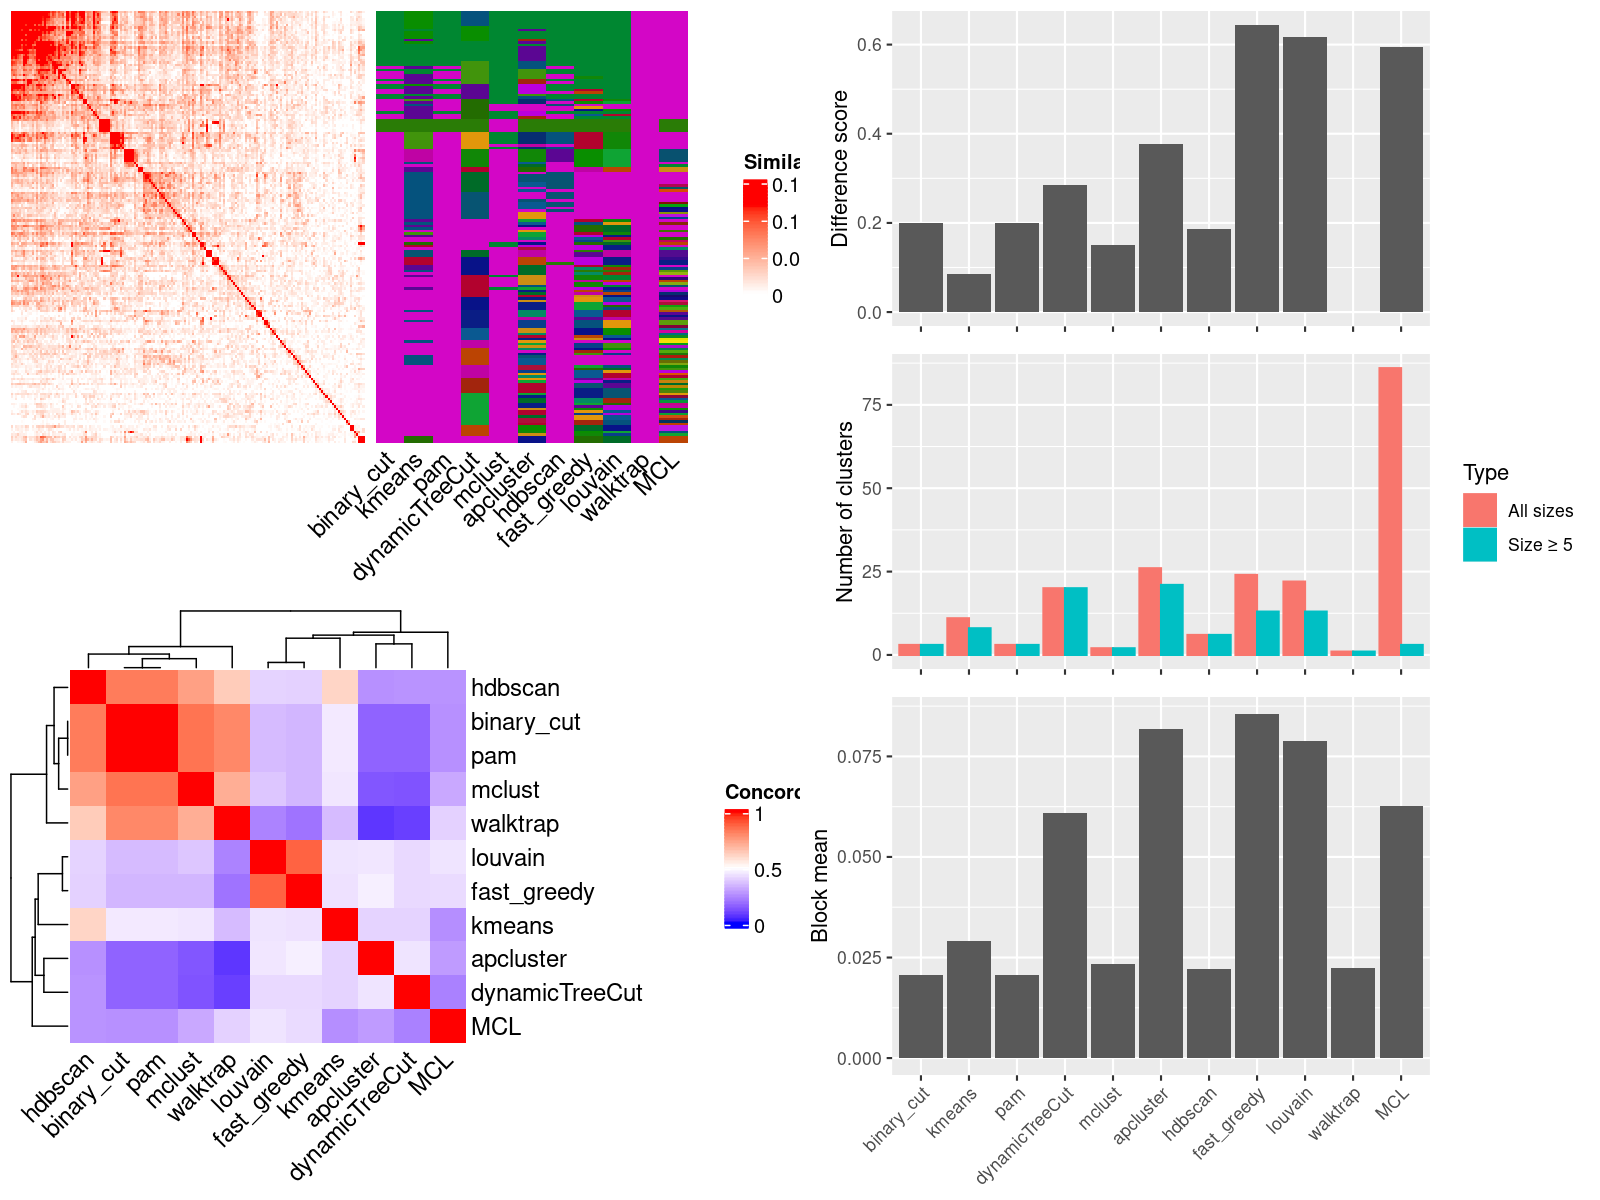 Simila
0.1
0.1
0.0
0
binary_cut
kmeans
pam
dynamicTreeCut
mclust
apcluster
hdbscan
fast_greedy
louvain
walktrap
MCL
hdbscan
binary_cut
pam
mclust
walktrap
louvain
fast_greedy
kmeans
apcluster
dynamicTreeCut
MCL
Concord
1
0.5
0
hdbscan
binary_cut
pam
mclust
walktrap
louvain
fast_greedy
kmeans
apcluster
dynamicTreeCut
MCL
Difference score
0.6
0.4
0.2
0.0
Number of clusters
75
50
25
0
Type
All sizes
Size ≥ 5
Block mean
0.075
0.050
0.025
0.000
binary_cut
kmeans
pam
dynamicTreeCut
mclust
apcluster
hdbscan
fast_greedy
louvain
walktrap
MCL